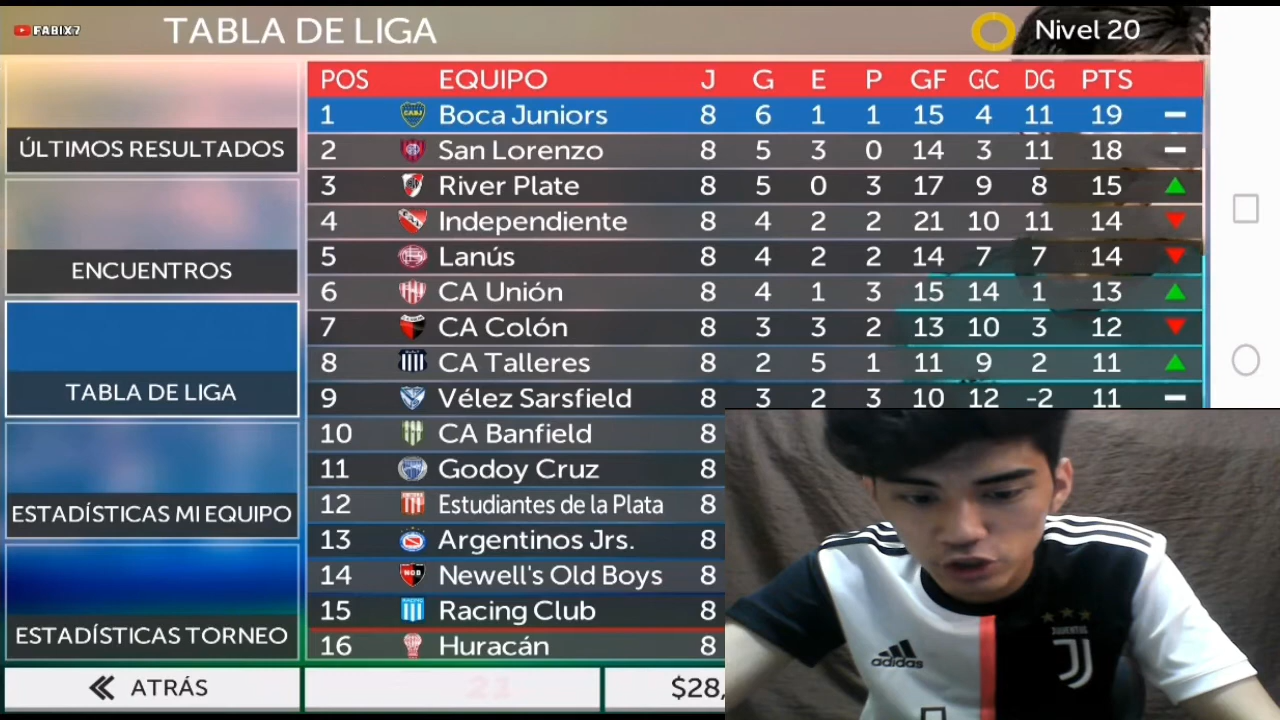 FABIX7
TABLA DE LIGA
Nivel 20
ÚLTIMOS RESULTADOS
ENCUENTROS
TABLA DE LIGA
ESTADÍSTICAS MI EQUIPO
ESTADÍSTICAS TORNEO
POS EQUIPO J G E P GF GC DG PTS
1 Boca Juniors 8 6 1 1 15 4 11 19
2 San Lorenzo 8 5 3 0 14 3 11 18
3 River Plate 8 5 0 3 17 9 8 15
4 Independiente 8 4 2 2 21 10 11 14
5 Lanús 8 4 2 2 14 7 7 14
6 CA Unión 8 4 1 3 15 14 1 13
7 CA Colón 8 3 3 2 13 10 3 12
8 CA Talleres 8 2 5 1 11 9 2 11
9 Vélez Sarsfield 8 3 2 3 10 12 -2 11
10 CA Banfield 8
11 Godoy Cruz 8
12 Estudiantes de la Plata 8
13 Argentinos Jrs. 8
14 Newell's Old Boys 8
15 Racing Club 8
16 Huracán 8
ATRÁS
21
$28,
adidas
JUVENTUS